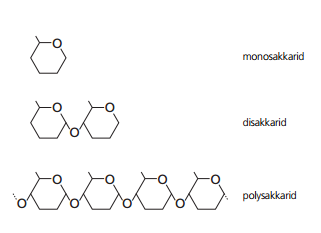 O
monosakkarid
O O
O
disakkarid
O O O O
O O O O
polysakkarid